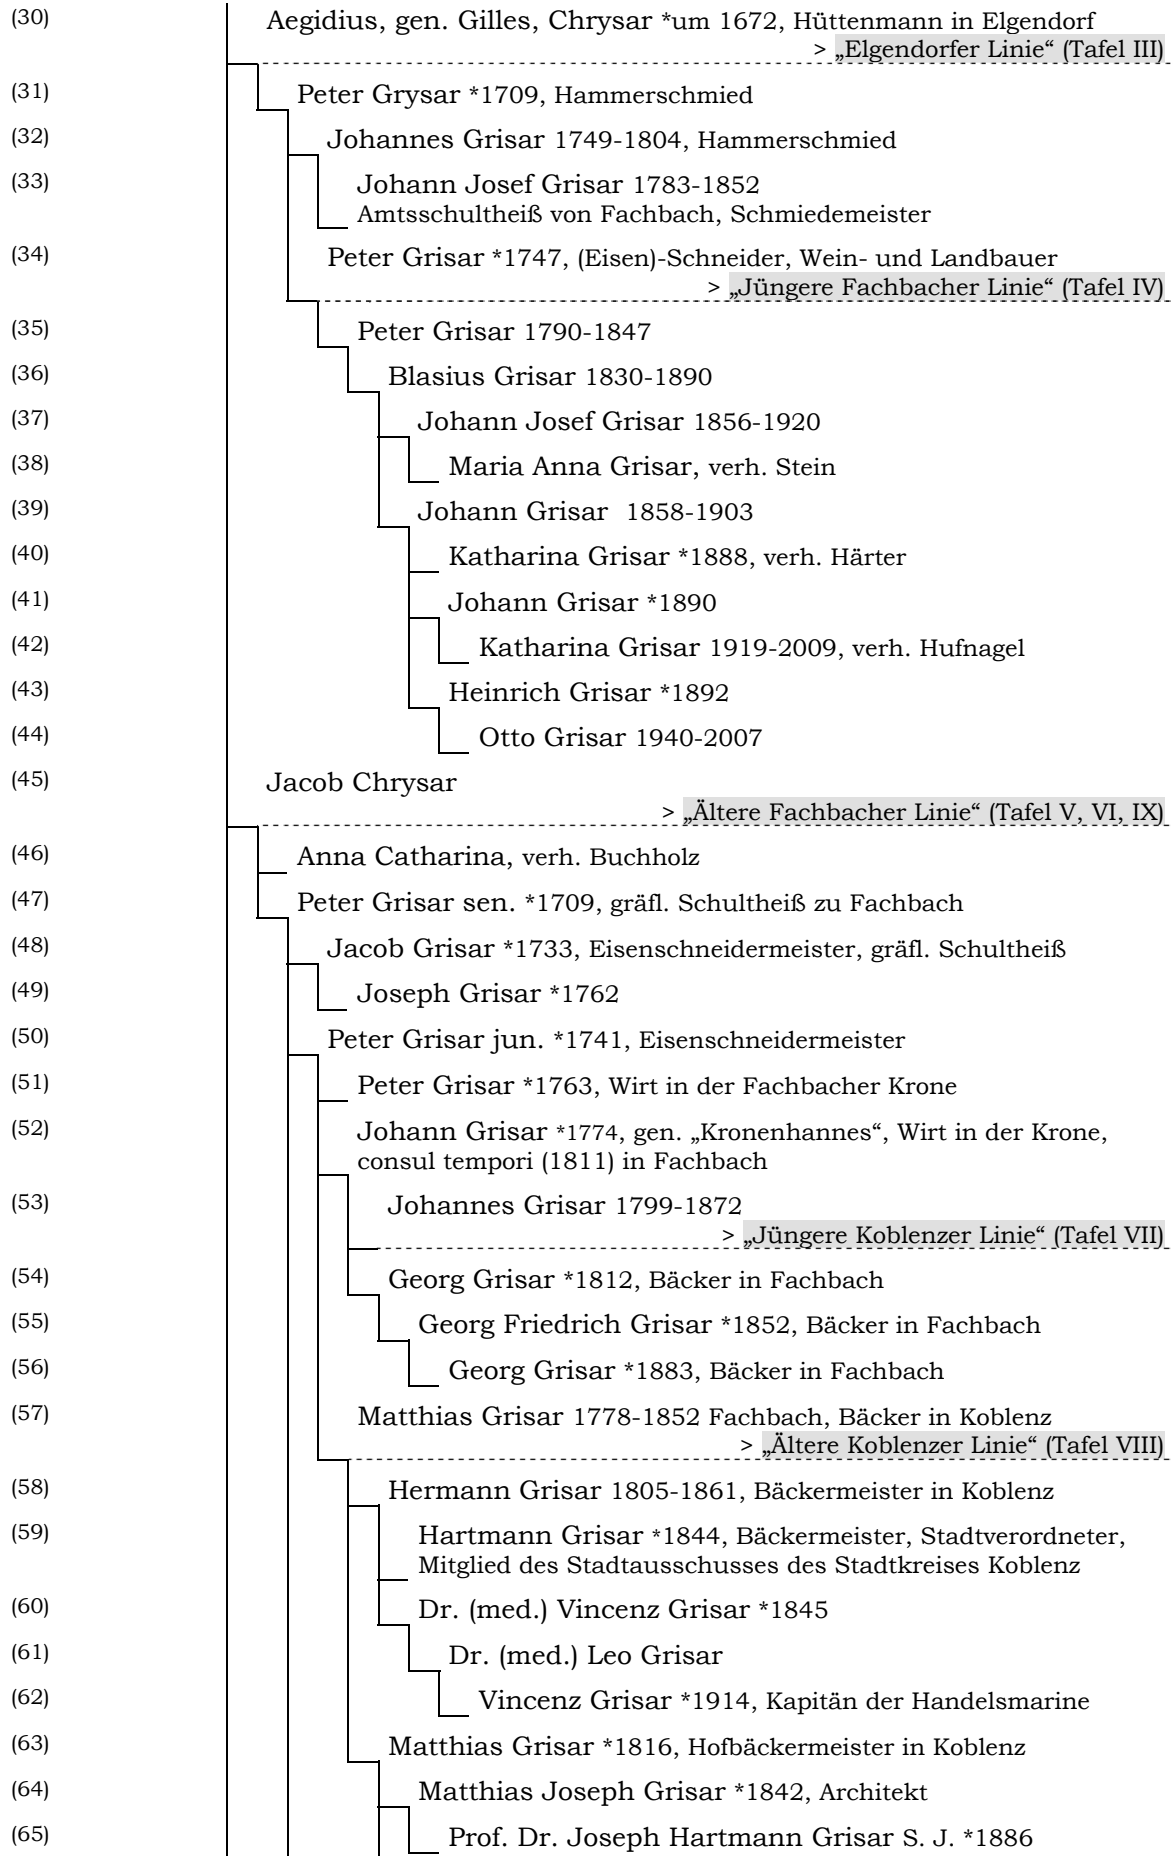 (30) Aegidius, gen. Gilles, Chrysar *um 1672, Hüttenmann in Elgendorf
> „Elgendorfer Linie“ (Tafel III)
(31) Peter Grysar *1709, Hammerschmied
(32) Johannes Grisar 1749-1804, Hammerschmied
(33) Johann Josef Grisar 1783-1852
Amtsschultheiß von Fachbach, Schmiedemeister
(34) Peter Grisar *1747, (Eisen)-Schneider, Wein- und Landbauer
> „Jüngere Fachbacher Linie“ (Tafel IV)
(35) Peter Grisar 1790-1847
(36) Blasius Grisar 1830-1890
(37) Johann Josef Grisar 1856-1920
(38) Maria Anna Grisar, verh. Stein
(39) Johann Grisar 1858-1903
(40) Katharina Grisar *1888, verh. Härter
(41) Johann Grisar *1890
(42) Katharina Grisar 1919-2009, verh. Hufnagel
(43) Heinrich Grisar *1892
(44) Otto Grisar 1940-2007
(45) Jacob Chrysar
> „Ältere Fachbacher Linie“ (Tafel V, VI, IX)
(46) Anna Catharina, verh. Buchholz
(47) Peter Grisar sen. *1709, gräfl. Schultheiß zu Fachbach
(48) Jacob Grisar *1733, Eisenschneidermeister, gräfl. Schultheiß
(49) Joseph Grisar *1762
(50) Peter Grisar jun. *1741, Eisenschneidermeister
(51) Peter Grisar *1763, Wirt in der Fachbacher Krone
(52) Johann Grisar *1774, gen. „Kronenhannes“, Wirt in der Krone,
consul tempori (1811) in Fachbach
(53) Johannes Grisar 1799-1872
> „Jüngere Koblenzer Linie“ (Tafel VII)
(54) Georg Grisar *1812, Bäcker in Fachbach
(55) Georg Friedrich Grisar *1852, Bäcker in Fachbach
(56) Georg Grisar *1883, Bäcker in Fachbach
(57) Matthias Grisar 1778-1852 Fachbach, Bäcker in Koblenz
> „Ältere Koblenzer Linie“ (Tafel VIII)
(58) Hermann Grisar 1805-1861, Bäckermeister in Koblenz
(59) Hartmann Grisar *1844, Bäckermeister, Stadtverordneter,
Mitglied des Stadtausschusses des Stadtkreises Koblenz
(60) Dr. (med.) Vincenz Grisar *1845
(61) Dr. (med.) Leo Grisar
(62) Vincenz Grisar *1914, Kapitän der Handelsmarine
(63) Matthias Grisar *1816, Hofbäckermeister in Koblenz
(64) Matthias Joseph Grisar *1842, Architekt
(65) Prof. Dr. Joseph Hartmann Grisar S. J. *1886